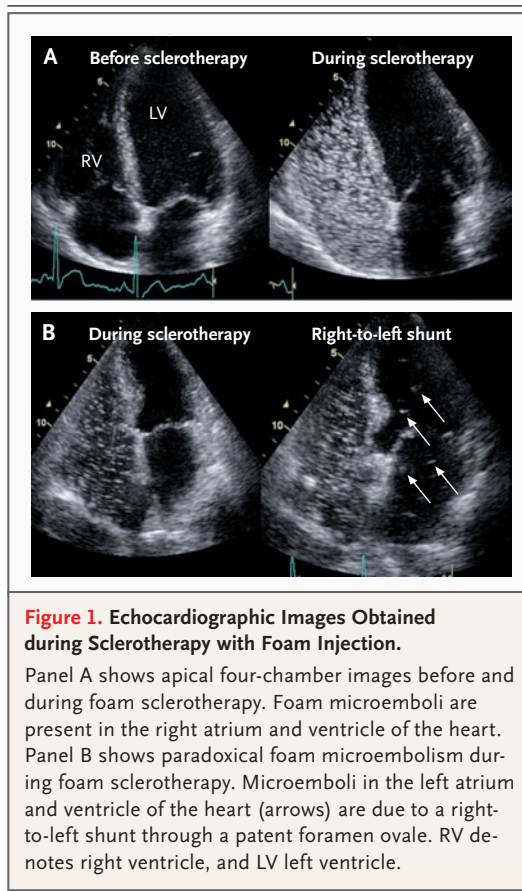 A Before sclerotherapy During sclerotherapy
5 5
LV
10 RV 10
B During sclerotherapy Right-to-left shunt
5 5
10 10
Figure 1. Echocardiographic Images Obtained
during Sclerotherapy with Foam Injection.
Panel A shows apical four-chamber images before and
during foam sclerotherapy. Foam microemboli are
present in the right atrium and ventricle of the heart.
Panel B shows paradoxical foam microembolism dur-
ing foam sclerotherapy. Microemboli in the left atrium
and ventricle of the heart (arrows) are due to a right-
to-left shunt through a patent foramen ovale. RV de-
notes right ventricle, and LV left ventricle.